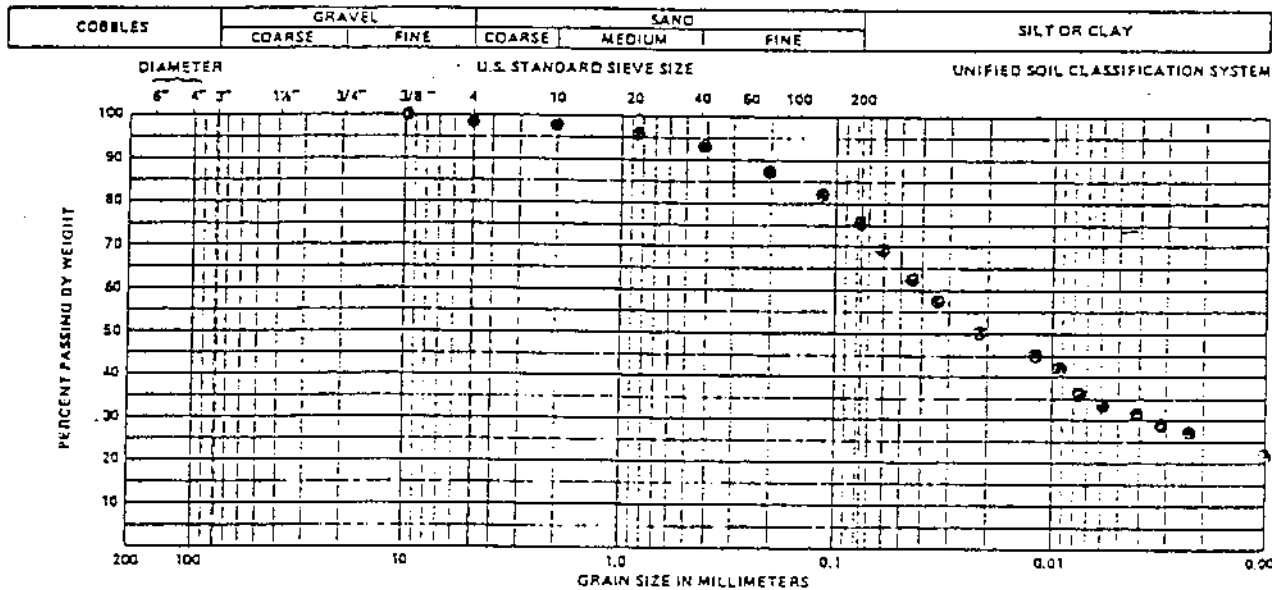 COBBLES GRAVEL SAND SILT OR CLAY
COARSE FINE COARSE MEDIUM FINE
DIAMETER U.S. STANDARD SIEVE SIZE UNIFIED SOIL CLASSIFICATION SYSTEM
6" 4" 3" 1½" 3/4" 3/8" 4 10 20 40 60 100 200
100
90
80
70
60
50
40
30
20
10
PERCENT PASSING BY WEIGHT
200 100 10 1.0 0.1 0.01 0.00
GRAIN SIZE IN MILLIMETERS